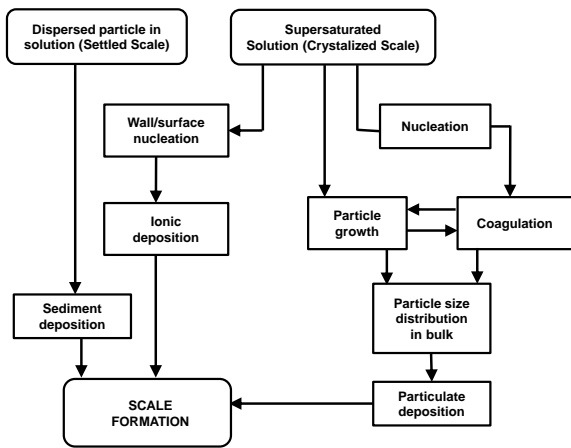 Dispersed particle in
solution (Settled Scale)
Supersaturated
Solution (Crystalized Scale)
Wall/surface
nucleation
Nucleation
Ionic
deposition
Particle
growth
Coagulation
Sediment
deposition
Particle size
distribution
in bulk
SCALE
FORMATION
Particulate
deposition